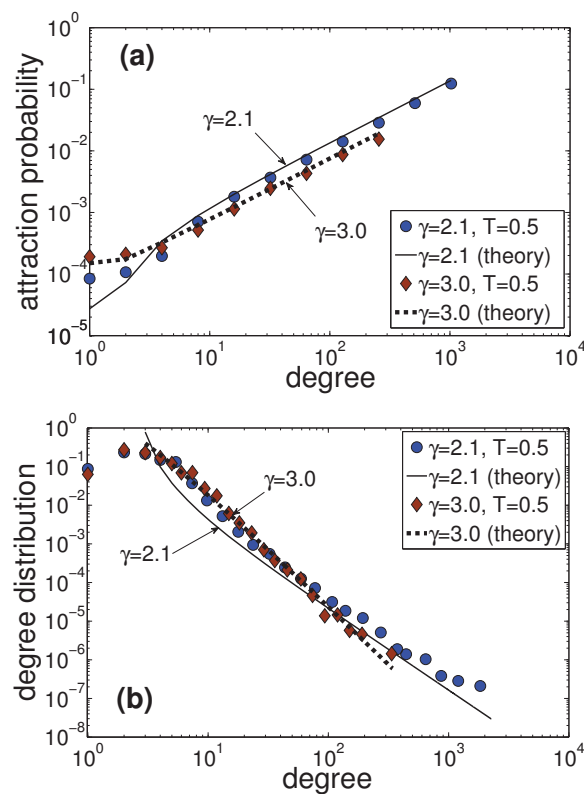 (a)
attraction probability
10^0
10^-1
10^-2
10^-3
10^-4
10^-5
γ=2.1
γ=3.0
γ=2.1, T=0.5
γ=2.1 (theory)
γ=3.0, T=0.5
γ=3.0 (theory)
10^0 10^1 10^2 10^3 10^4
degree
(b)
degree distribution
10^0
10^-1
10^-2
10^-3
10^-4
10^-5
10^-6
10^-7
10^-8
γ=3.0
γ=2.1
γ=2.1, T=0.5
γ=2.1 (theory)
γ=3.0, T=0.5
γ=3.0 (theory)
10^0 10^1 10^2 10^3 10^4
degree